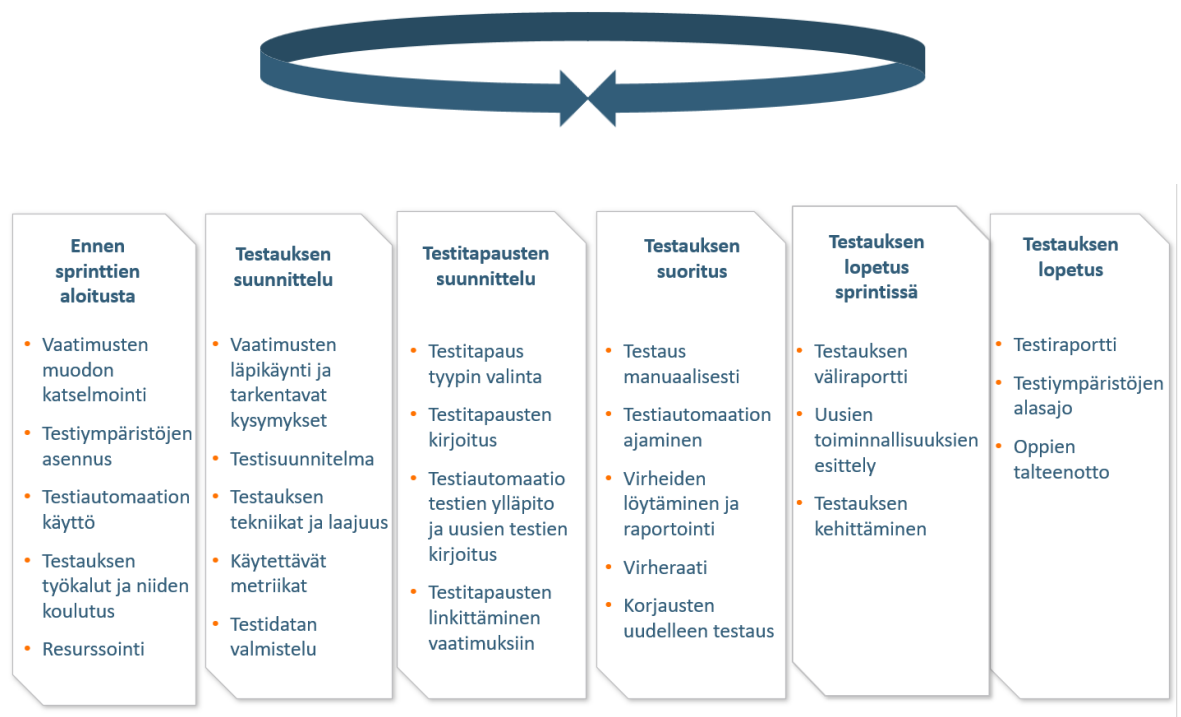 Ennen
sprinttien
aloitusta
• Vaatimusten
muodon
katselmointi
• Testiympäristöjen
asennus
• Testiautomaation
käyttö
• Testauksen
työkalut ja niiden
koulutus
• Resurssointi
Testauksen
suunnittelu
• Vaatimusten
läpikäynti ja
tarkentavat
kysymykset
• Testisuunnitelma
• Testauksen
tekniikat ja laajuus
• Käytettävät
metriikat
• Testidatan
valmistelu
Testitapausten
suunnittelu
• Testitapaus
tyypin valinta
• Testitapausten
kirjoitus
• Testiautomaatio
testien ylläpito
ja uusien testien
kirjoitus
• Testitapausten
linkittäminen
vaatimuksiin
Testauksen
suoritus
• Testaus
manuaalisesti
• Testiautomaation
ajaminen
• Virheiden
löytäminen ja
raportointi
• Virheraati
• Korjausten
uudelleen testaus
Testauksen
lopetus
sprintissä
• Testauksen
väliraportti
• Uusien
toiminnallisuuksien
esittely
• Testauksen
kehittäminen
Testauksen
lopetus
• Testiraportti
• Testiympäristöjen
alasajo
• Oppien
talteenotto